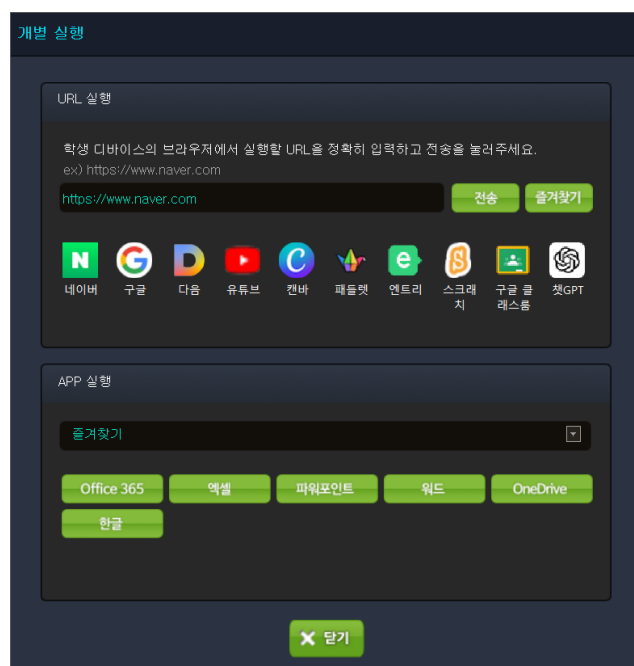 개별 실행
URL 실행
학생 디바이스의 브라우저에서 실행할 URL을 정확히 입력하고 전송을 눌러주세요.
ex) https://www.naver.com
https://www.naver.com 전송 즐겨찾기
N G D C e S
네이버 구글 다음 유튜브 캔바 패들렛 엔트리 스크래치 구글 클래스룸 챗GPT
APP 실행
즐겨찾기
Office 365 엑셀 파워포인트 워드 OneDrive
한글
닫기